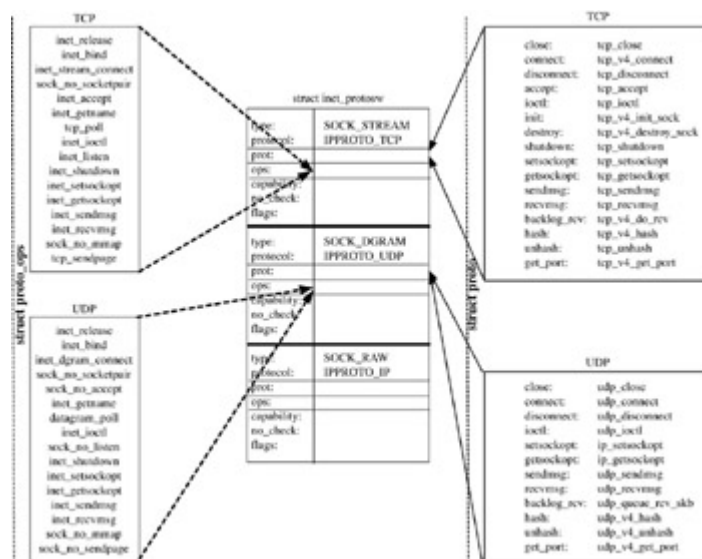 TCP
inet_release
inet_bind
inet_stream_connect
sock_no_socketpair
inet_accept
inet_getname
tcp_poll
inet_ioctl
inet_listen
inet_shutdown
inet_setsockopt
inet_getsockopt
inet_sendmsg
inet_recvmsg
sock_no_mmap
tcp_sendpage
struct proto_ops
UDP
inet_release
inet_bind
inet_dgram_connect
sock_no_socketpair
sock_no_accept
inet_getname
datagram_poll
inet_ioctl
sock_no_listen
inet_shutdown
inet_setsockopt
inet_getsockopt
inet_sendmsg
inet_recvmsg
sock_no_mmap
sock_no_sendpage
struct inet_protosw
type: SOCK_STREAM
protocol: IPPROTO_TCP
prot:
ops:
capability:
no_check:
flags:
type: SOCK_DGRAM
protocol: IPPROTO_UDP
prot:
ops:
capability:
no_check:
flags:
type: SOCK_RAW
protocol: IPPROTO_IP
prot:
ops:
capability:
no_check:
flags:
struct proto
TCP
close: tcp_close
connect: tcp_v4_connect
disconnect: tcp_disconnect
accept: tcp_accept
ioctl: tcp_ioctl
init: tcp_v4_init_sock
destroy: tcp_v4_destroy_sock
shutdown: tcp_shutdown
setsockopt: tcp_setsockopt
getsockopt: tcp_getsockopt
sendmsg: tcp_sendmsg
recvmsg: tcp_recvmsg
backlog_rcv: tcp_v4_do_rcv
hash: tcp_v4_hash
unhash: tcp_unhash
get_port: tcp_v4_get_port
UDP
close: udp_close
connect: udp_connect
disconnect: udp_disconnect
ioctl: udp_ioctl
setsockopt: ip_setsockopt
getsockopt: ip_getsockopt
sendmsg: udp_sendmsg
recvmsg: udp_recvmsg
backlog_rcv: udp_queue_rcv_skb
hash: udp_v4_hash
unhash: udp_v4_unhash
get_port: udp_v4_get_port